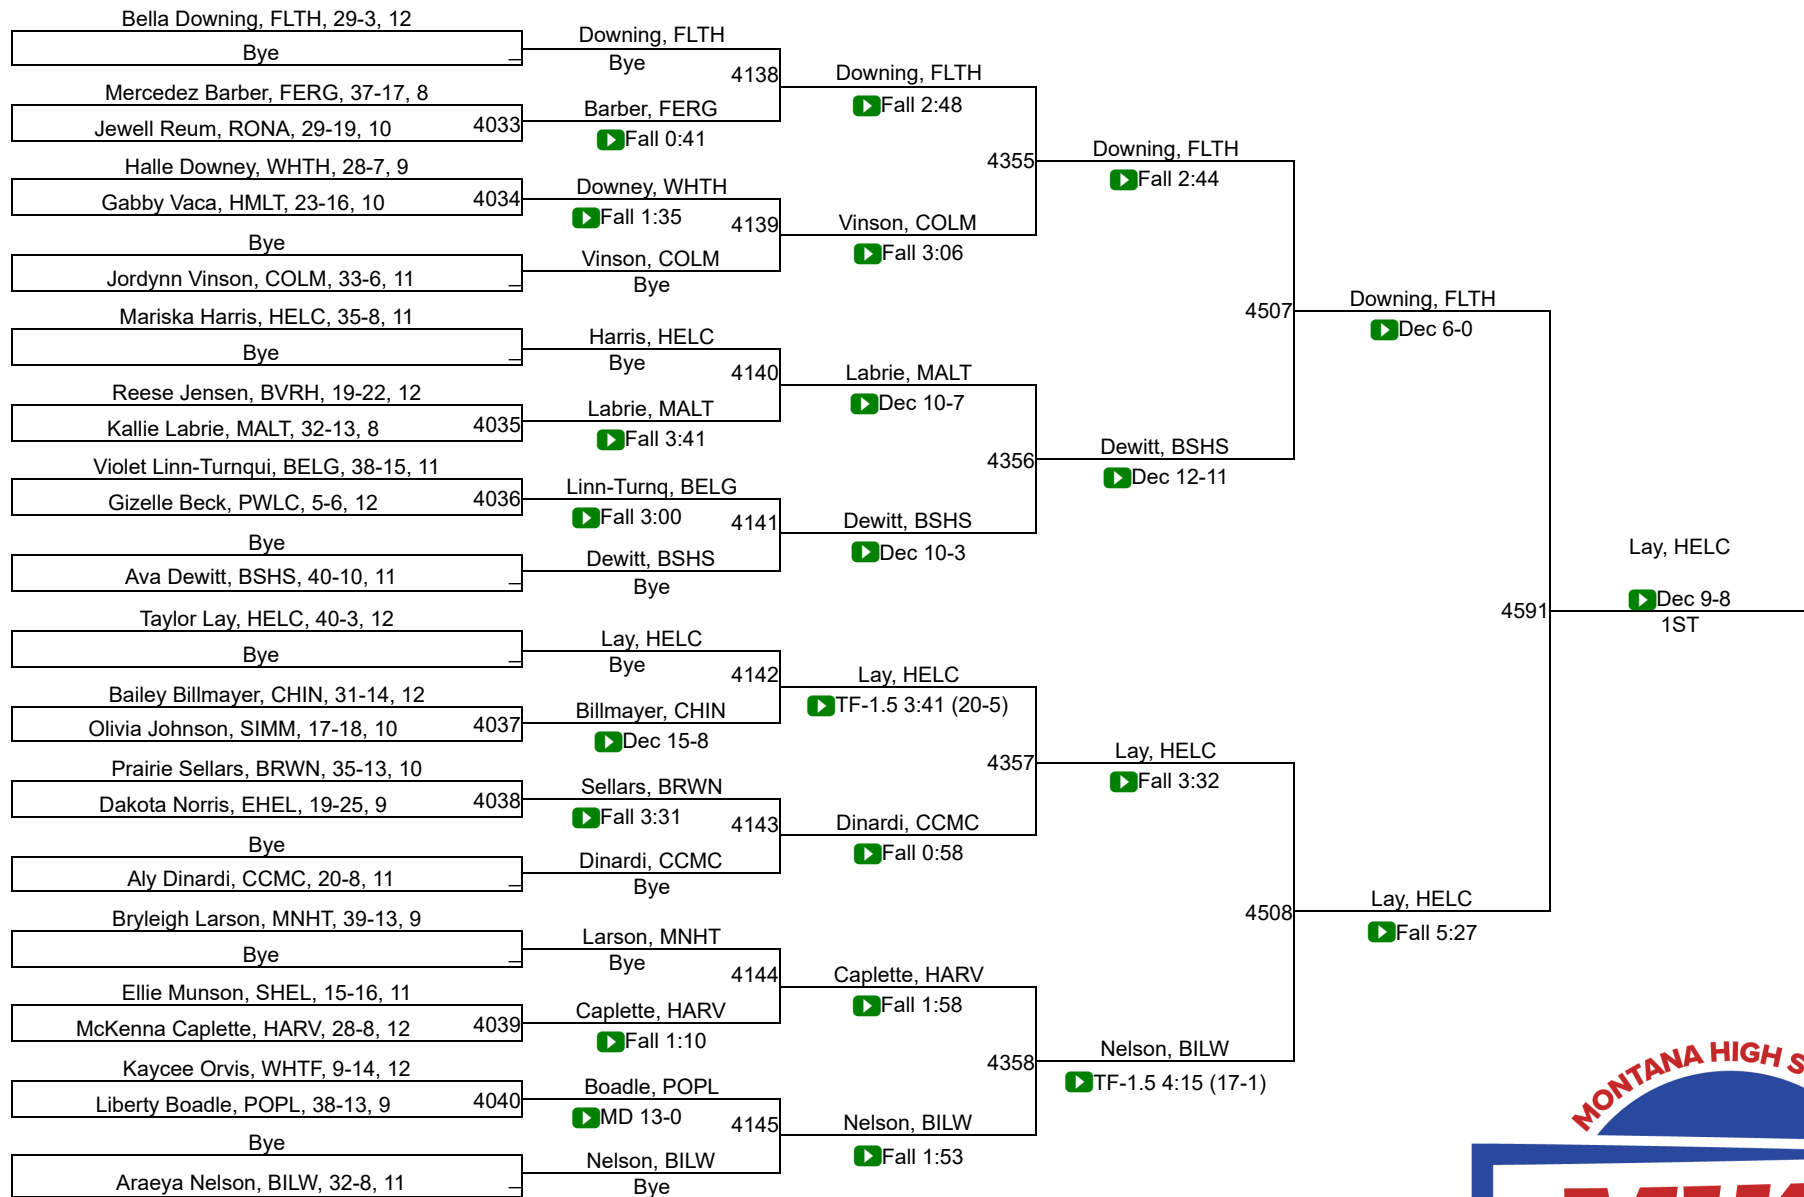 Bella Downing, FLTH, 29-3, 12
Bye
Mercedez Barber, FERG, 37-17, 8
Jewell Reum, RONA, 29-19, 10
4033
Halle Downey, WHTH, 28-7, 9
Gabby Vaca, HMLT, 23-16, 10
4034
Bye
Jordynn Vinson, COLM, 33-6, 11
Mariska Harris, HELC, 35-8, 11
Bye
Reese Jensen, BVRH, 19-22, 12
Kallie Labrie, MALT, 32-13, 8
4035
Violet Linn-Turnqui, BELG, 38-15, 11
Gizelle Beck, PWLC, 5-6, 12
4036
Bye
Ava Dewitt, BSHS, 40-10, 11
Taylor Lay, HELC, 40-3, 12
Bye
Bailey Billmayer, CHIN, 31-14, 12
Olivia Johnson, SIMM, 17-18, 10
4037
Prairie Sellars, BRWN, 35-13, 10
Dakota Norris, EHEL, 19-25, 9
4038
Bye
Aly Dinardi, CCMC, 20-8, 11
Bryleigh Larson, MNHT, 39-13, 9
Bye
Ellie Munson, SHEL, 15-16, 11
McKenna Caplette, HARV, 28-8, 12
4039
Kaycee Orvis, WHTF, 9-14, 12
Liberty Boadle, POPL, 38-13, 9
4040
Bye
Araeya Nelson, BILW, 32-8, 11
Downing, FLTH
Bye
4138
Barber, FERG
Fall 0:41
Downey, WHTH
Fall 1:35
4139
Vinson, COLM
Bye
Harris, HELC
Bye
4140
Labrie, MALT
Fall 3:41
Linn-Turnq, BELG
Fall 3:00
4141
Dewitt, BSHS
Bye
Lay, HELC
Bye
4142
Billmayer, CHIN
Dec 15-8
Sellars, BRWN
Fall 3:31
4143
Dinardi, CCMC
Bye
Larson, MNHT
Bye
4144
Caplette, HARV
Fall 1:10
Boadle, POPL
MD 13-0
4145
Nelson, BILW
Bye
Downing, FLTH
Fall 2:48
4355
Vinson, COLM
Fall 3:06
Labrie, MALT
Dec 10-7
4356
Dewitt, BSHS
Dec 10-3
Lay, HELC
TF-1.5 3:41 (20-5)
4357
Dinardi, CCMC
Fall 0:58
Caplette, HARV
Fall 1:58
4358
Nelson, BILW
Fall 1:53
Downing, FLTH
Fall 2:44
4507
Dewitt, BSHS
Dec 12-11
Lay, HELC
Fall 3:32
4508
Nelson, BILW
TF-1.5 4:15 (17-1)
Downing, FLTH
Dec 6-0
4591
Lay, HELC
Fall 5:27
Lay, HELC
Dec 9-8
1ST
MONTANA HIGH S